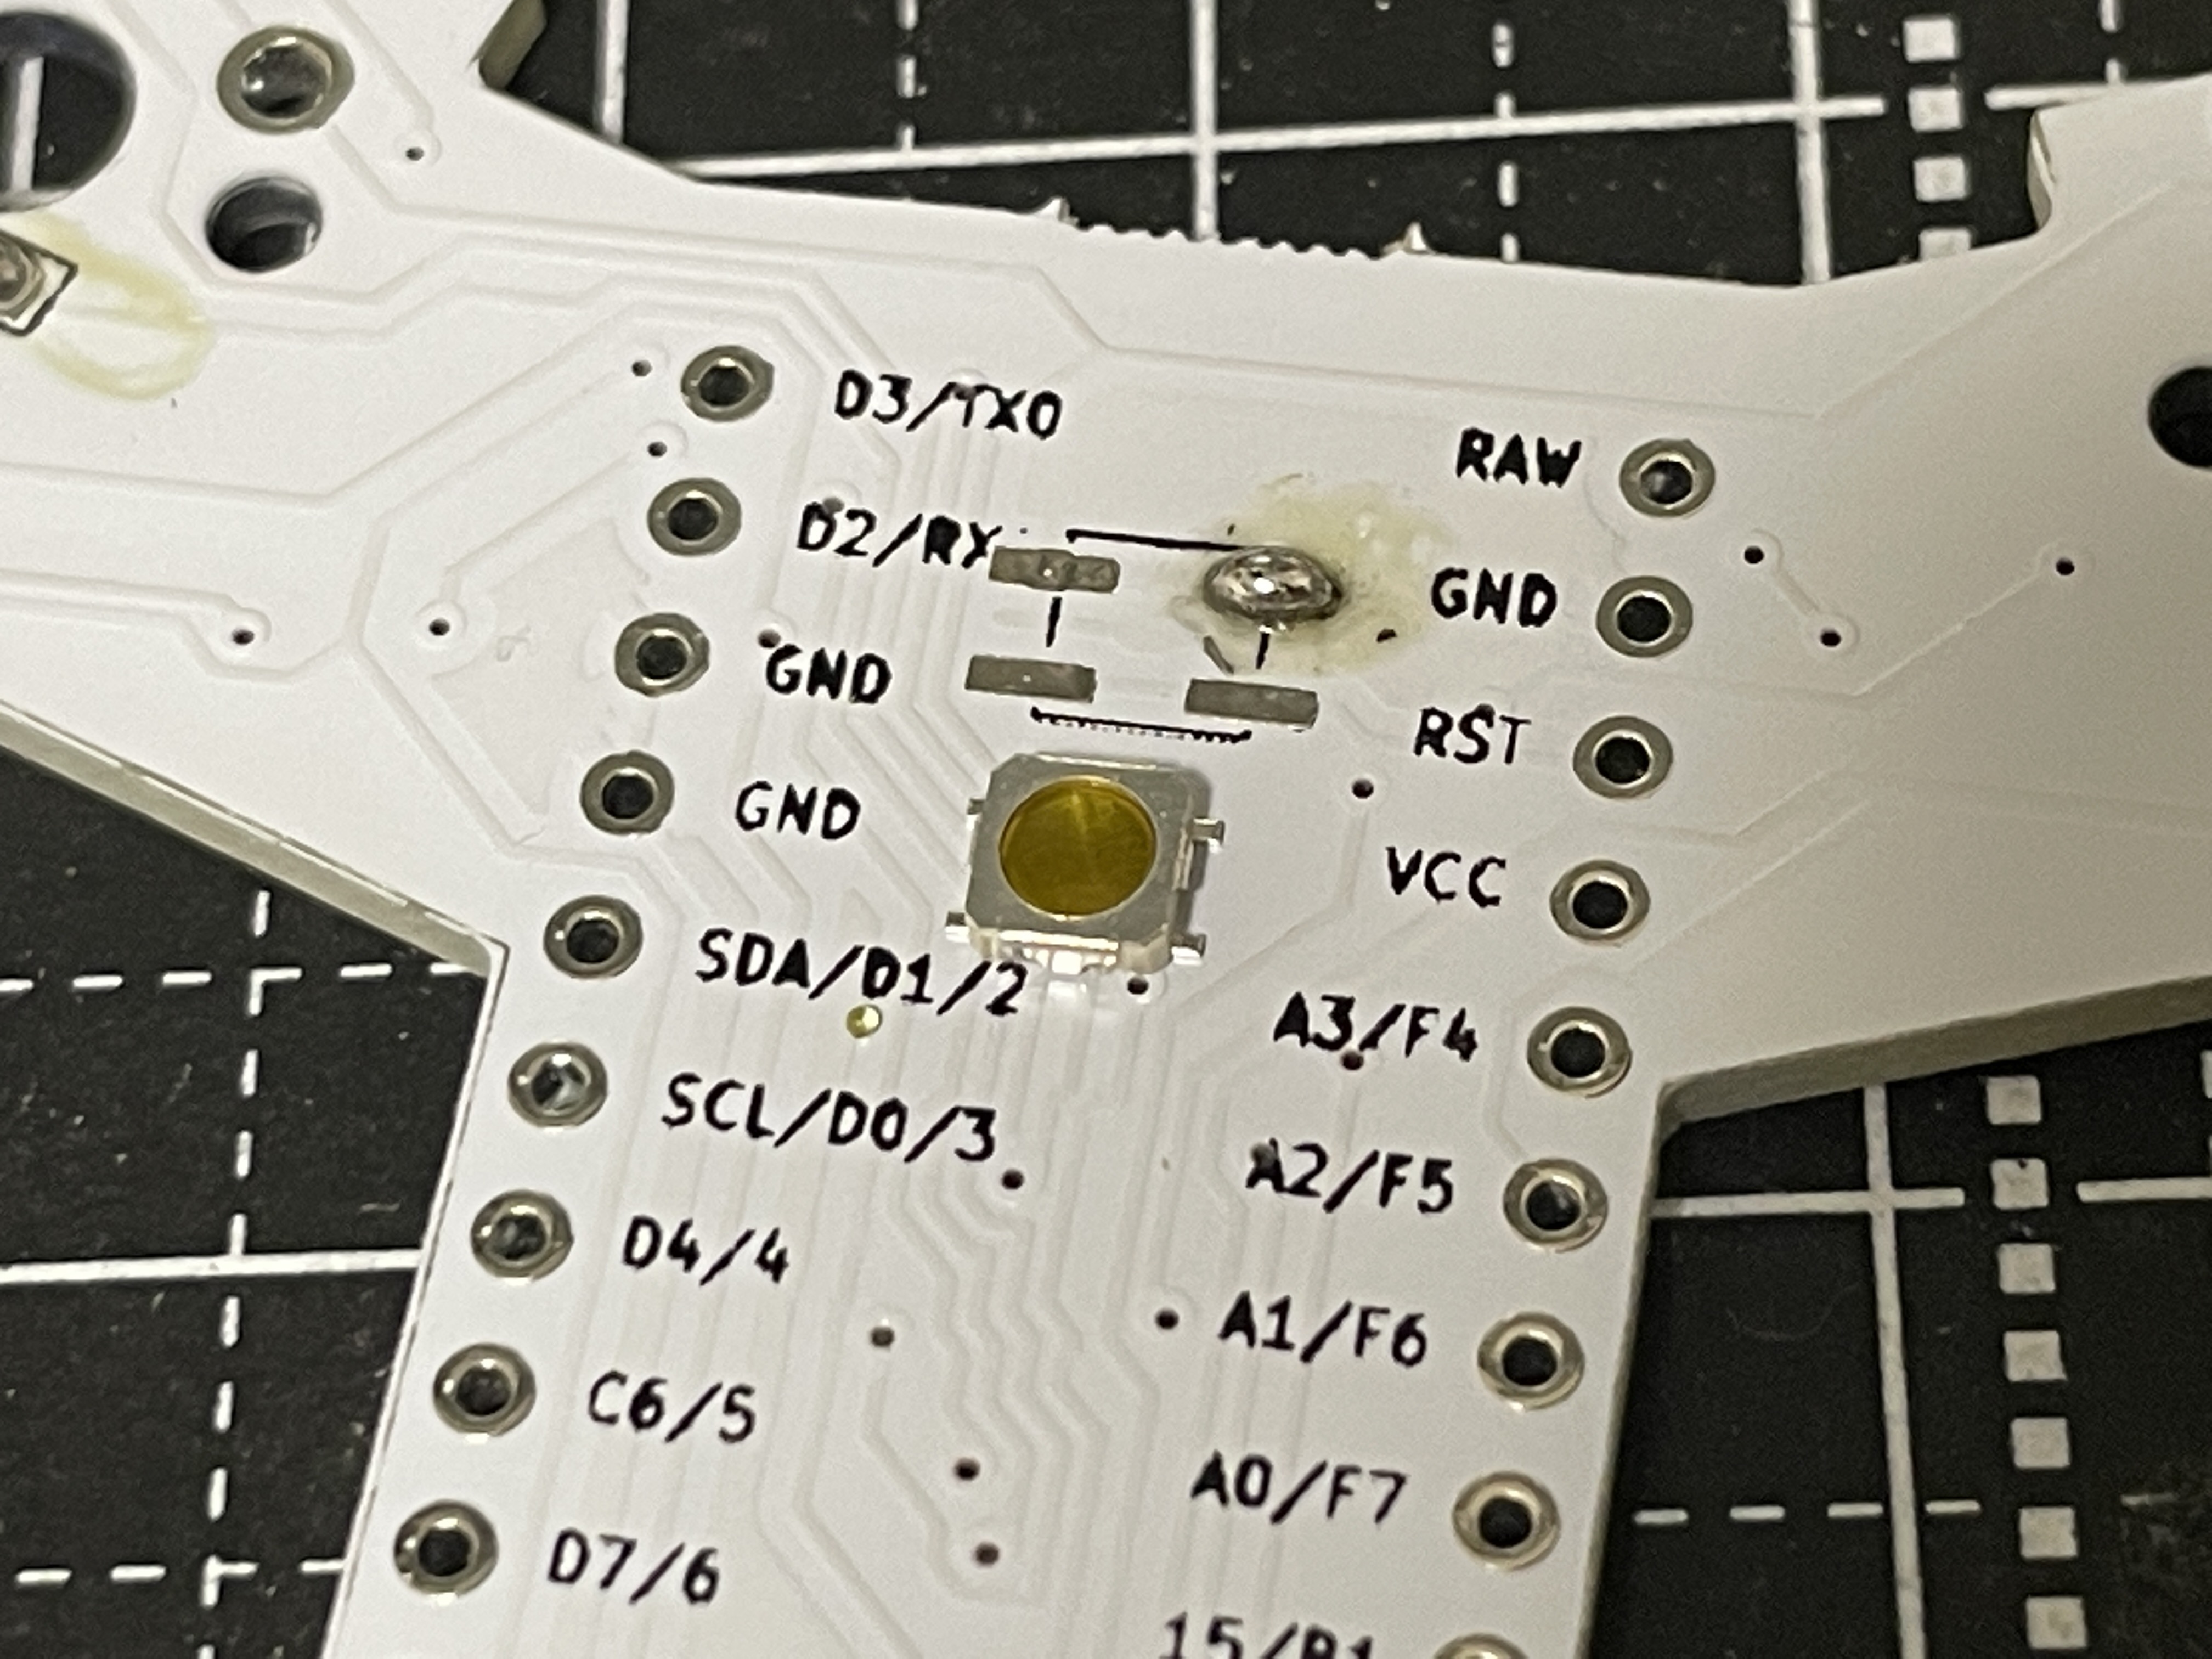 D3/TX0
RAW
D2/RX
GND
GND
RST
GND
VCC
SDA/D1/2
A3/F4
SCL/D0/3
A2/F5
D4/4
A1/F6
C6/5
A0/F7
D7/6
15/B1